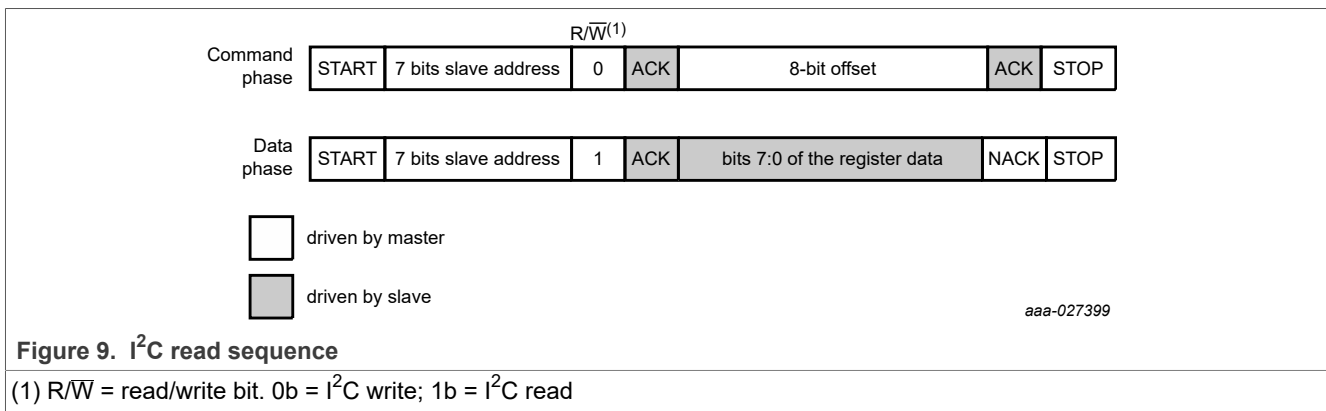 R/W̅(1)
Command phase START 7 bits slave address 0 ACK 8-bit offset ACK STOP
Data phase START 7 bits slave address 1 ACK bits 7:0 of the register data NACK STOP
driven by master
driven by slave
aaa-027399
Figure 9. I²C read sequence
(1) R/W̅ = read/write bit. 0b = I²C write; 1b = I²C read